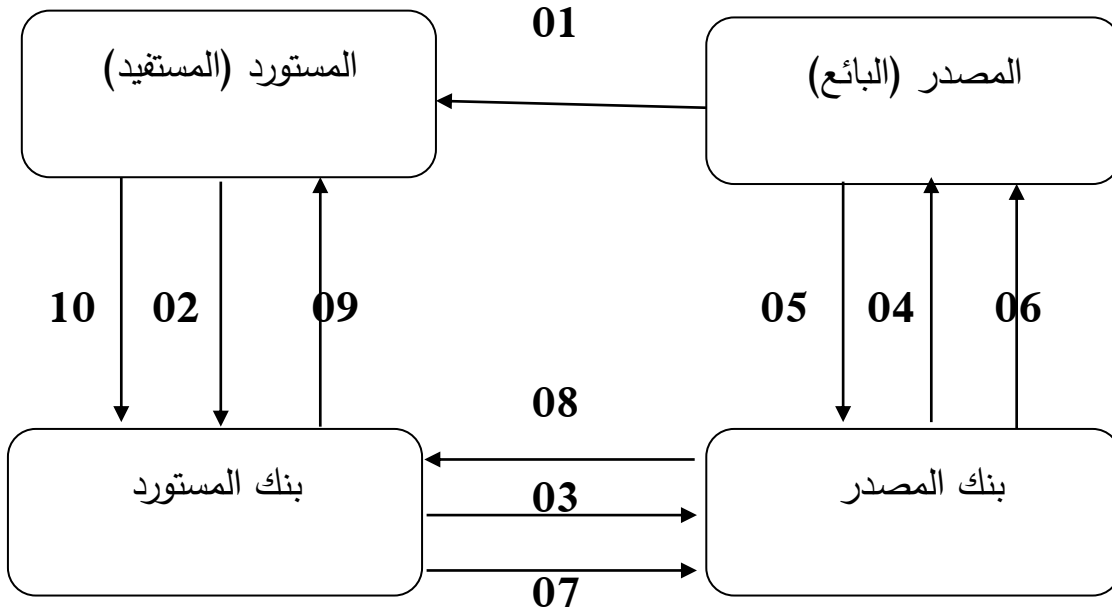 01
المصدر (البائع)
المستورد (المستفيد)
06
04
05
09
02
10
08
بنك المصدر
بنك المستورد
03
07